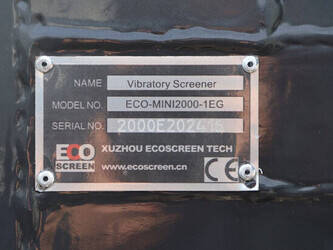 NAME Vibratory Screener
MODEL NO. ECO-MINI2000-1EG
SERIAL NO.
ECO SCREEN XUZHOU ECOSCREEN TECH
www.ecoscreen.cn CE